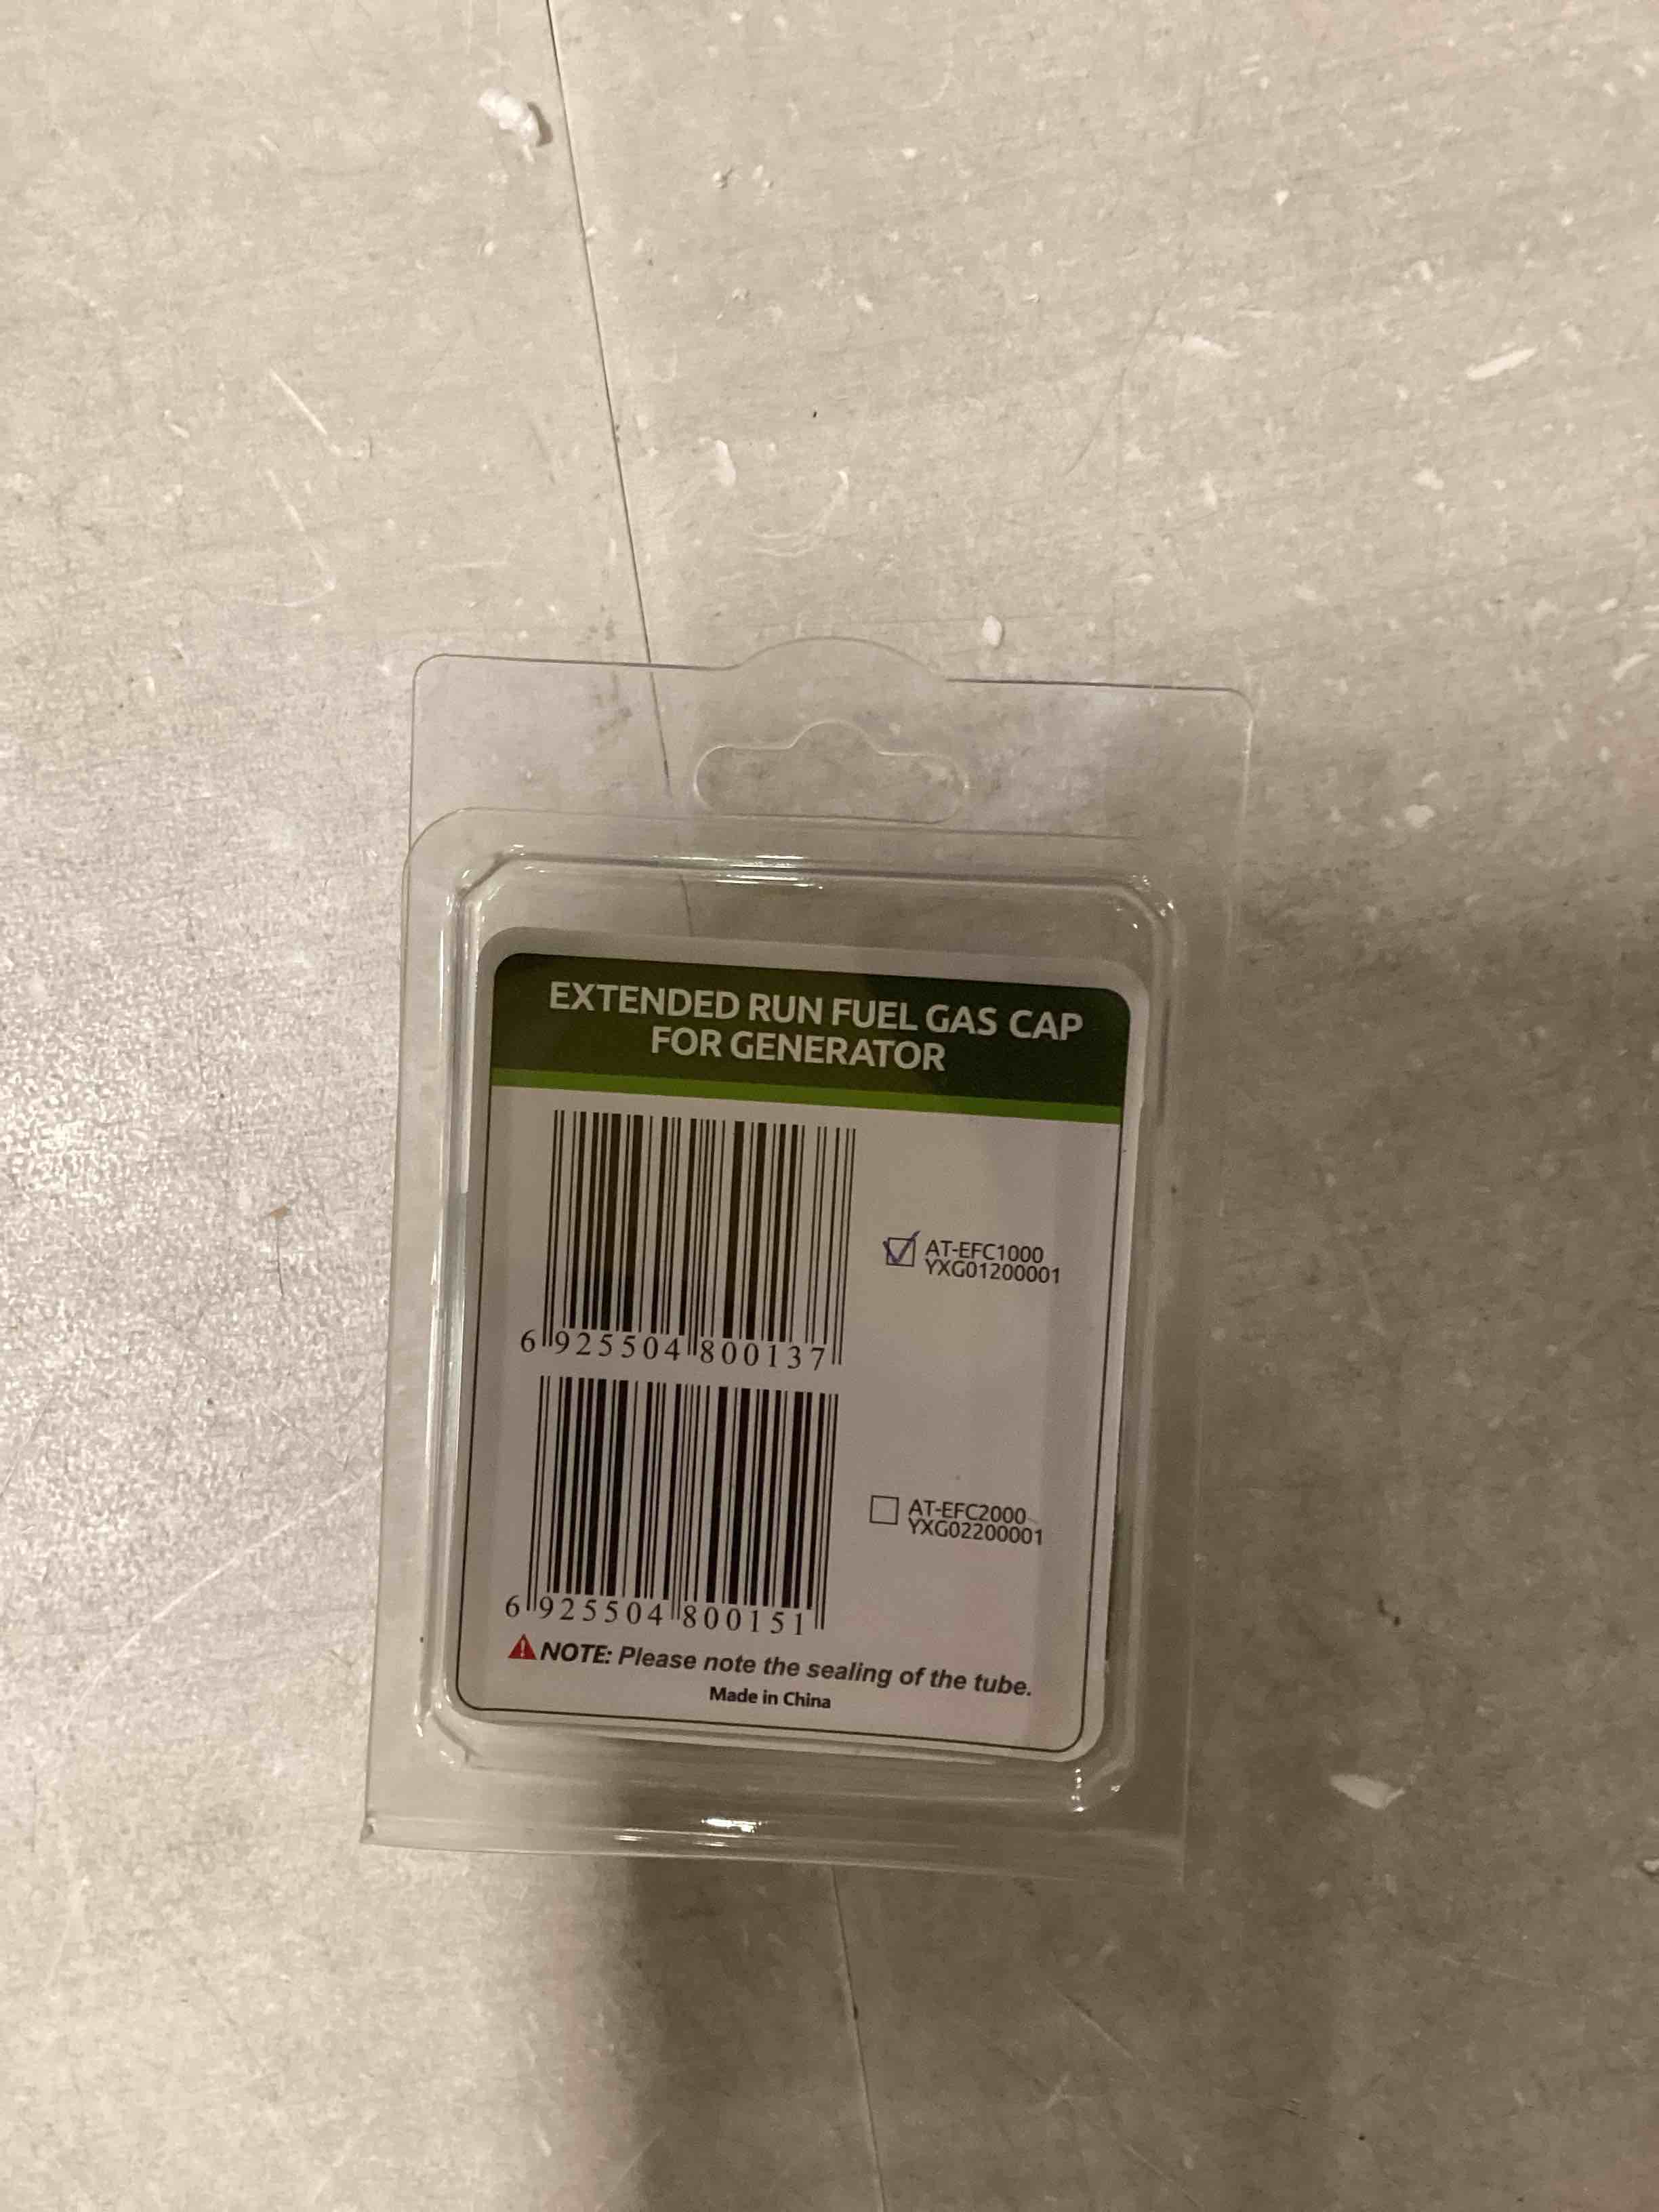 EXTENDED RUN FUEL GAS CAP
FOR GENERATOR
AT-EFC1000
YXG01200001
6 925504 800137
AT-EFC2000
YXG02200001
6 925504 800151
NOTE: Please note the sealing of the tube.
Made in China